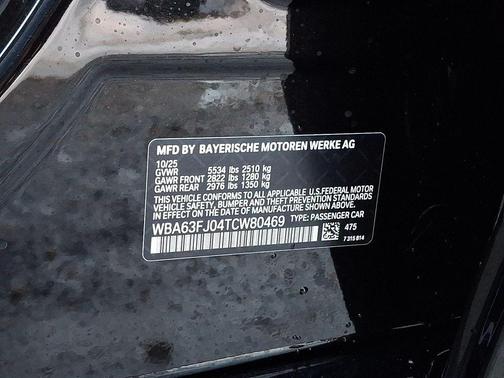 MFD BY BAYERISCHE MOTOREN WERKE AG
10/25
GVWR 5534 lbs 2510 kg
GAWR FRONT 2822 lbs 1280 kg
GAWR REAR 2976 lbs 1350 kg
THIS VEHICLE CONFORMS TO ALL APPLICABLE U.S.FEDERAL MOTOR
VEHICLE SAFETY, BUMPER AND THEFT PREVENTION STANDARDS
IN EFFECT ON THE DATE OF MANUFACTURE SHOWN ABOVE.
WBA63FJ04TCW80469 TYPE: PASSENGER CAR
475
7 315 814